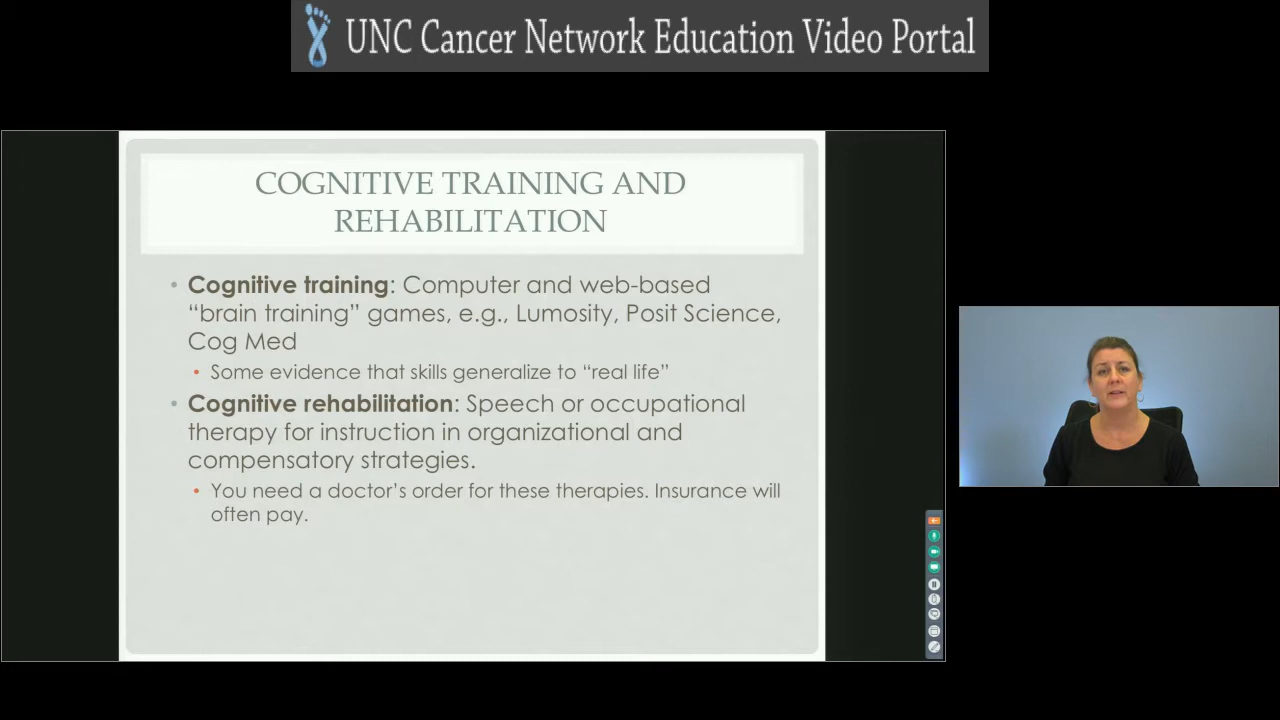 UNC Cancer Network Education Video Portal
COGNITIVE TRAINING AND
REHABILITATION
• Cognitive training: Computer and web-based
“brain training” games, e.g., Lumosity, Posit Science,
Cog Med
• Some evidence that skills generalize to “real life”
• Cognitive rehabilitation: Speech or occupational
therapy for instruction in organizational and
compensatory strategies.
• You need a doctor’s order for these therapies. Insurance will
often pay.